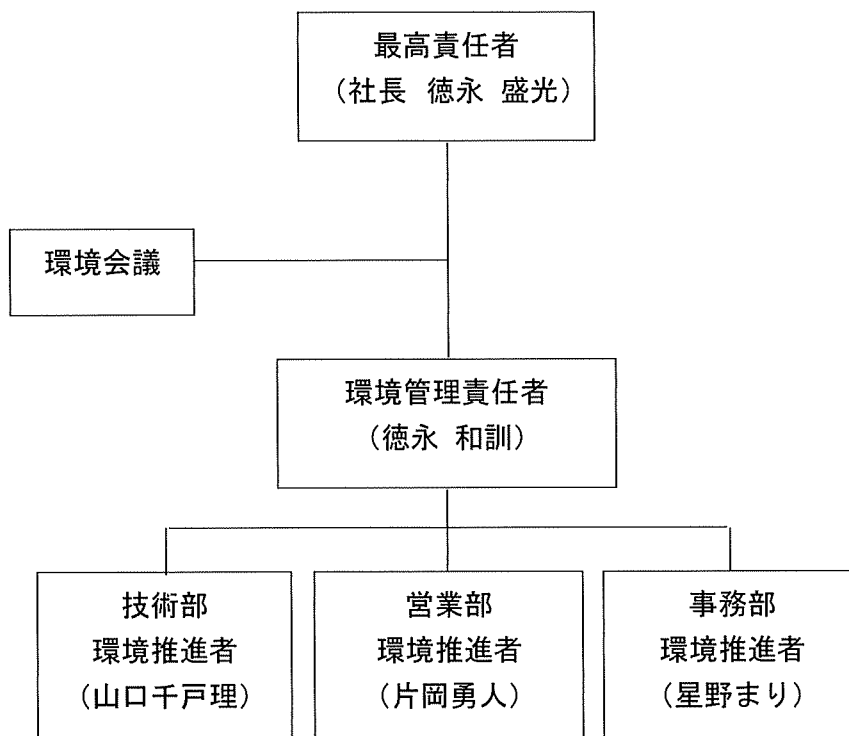 最高責任者
（社長 徳永 盛光）
環境会議
環境管理責任者
（徳永 和訓）
技術部
環境推進者
（山口千戸理）
営業部
環境推進者
（片岡勇人）
事務部
環境推進者
（星野まり）